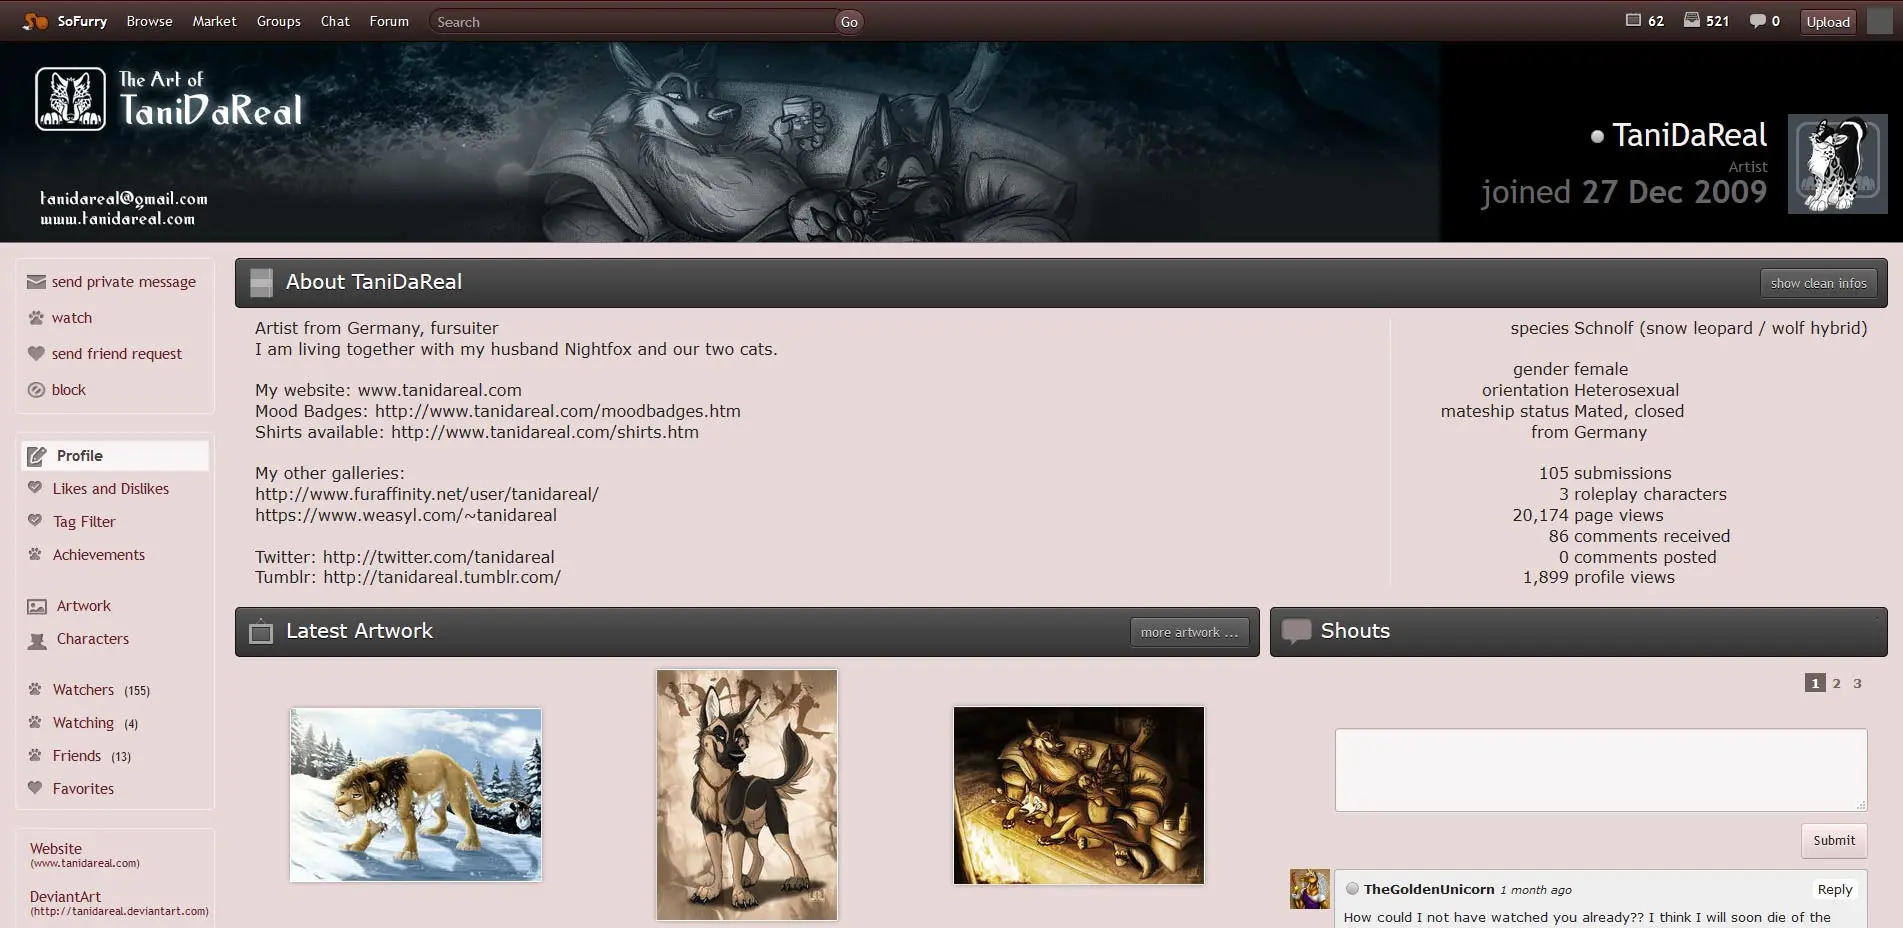 SoFurry Browse Market Groups Chat Forum Search Go 62 521 0 Upload
The Art of
TaniDaReal
tanidareal@gmail.com
www.tanidareal.com
TaniDaReal
Artist
joined 27 Dec 2009
send private message
watch
send friend request
block
Profile
Likes and Dislikes
Tag Filter
Achievements
Artwork
Characters
Watchers (155)
Watching (4)
Friends (13)
Favorites
Website
(www.tanidareal.com)
DeviantArt
(http://tanidareal.deviantart.com)
About TaniDaReal
show clean infos
Artist from Germany, fursuiter
I am living together with my husband Nightfox and our two cats.
My website: www.tanidareal.com
Mood Badges: http://www.tanidareal.com/moodbadges.htm
Shirts available: http://www.tanidareal.com/shirts.htm
My other galleries:
http://www.furaffinity.net/user/tanidareal/
https://www.weasyl.com/~tanidareal
Twitter: http://twitter.com/tanidareal
Tumblr: http://tanidareal.tumblr.com/
species Schnolf (snow leopard / wolf hybrid)
gender female
orientation Heterosexual
mateship status Mated, closed
from Germany
105 submissions
3 roleplay characters
20,174 page views
86 comments received
0 comments posted
1,899 profile views
Latest Artwork
more artwork ...
Shouts
1 2 3
Submit
TheGoldenUnicorn 1 month ago
Reply
How could I not have watched you already?? I think I will soon die of the